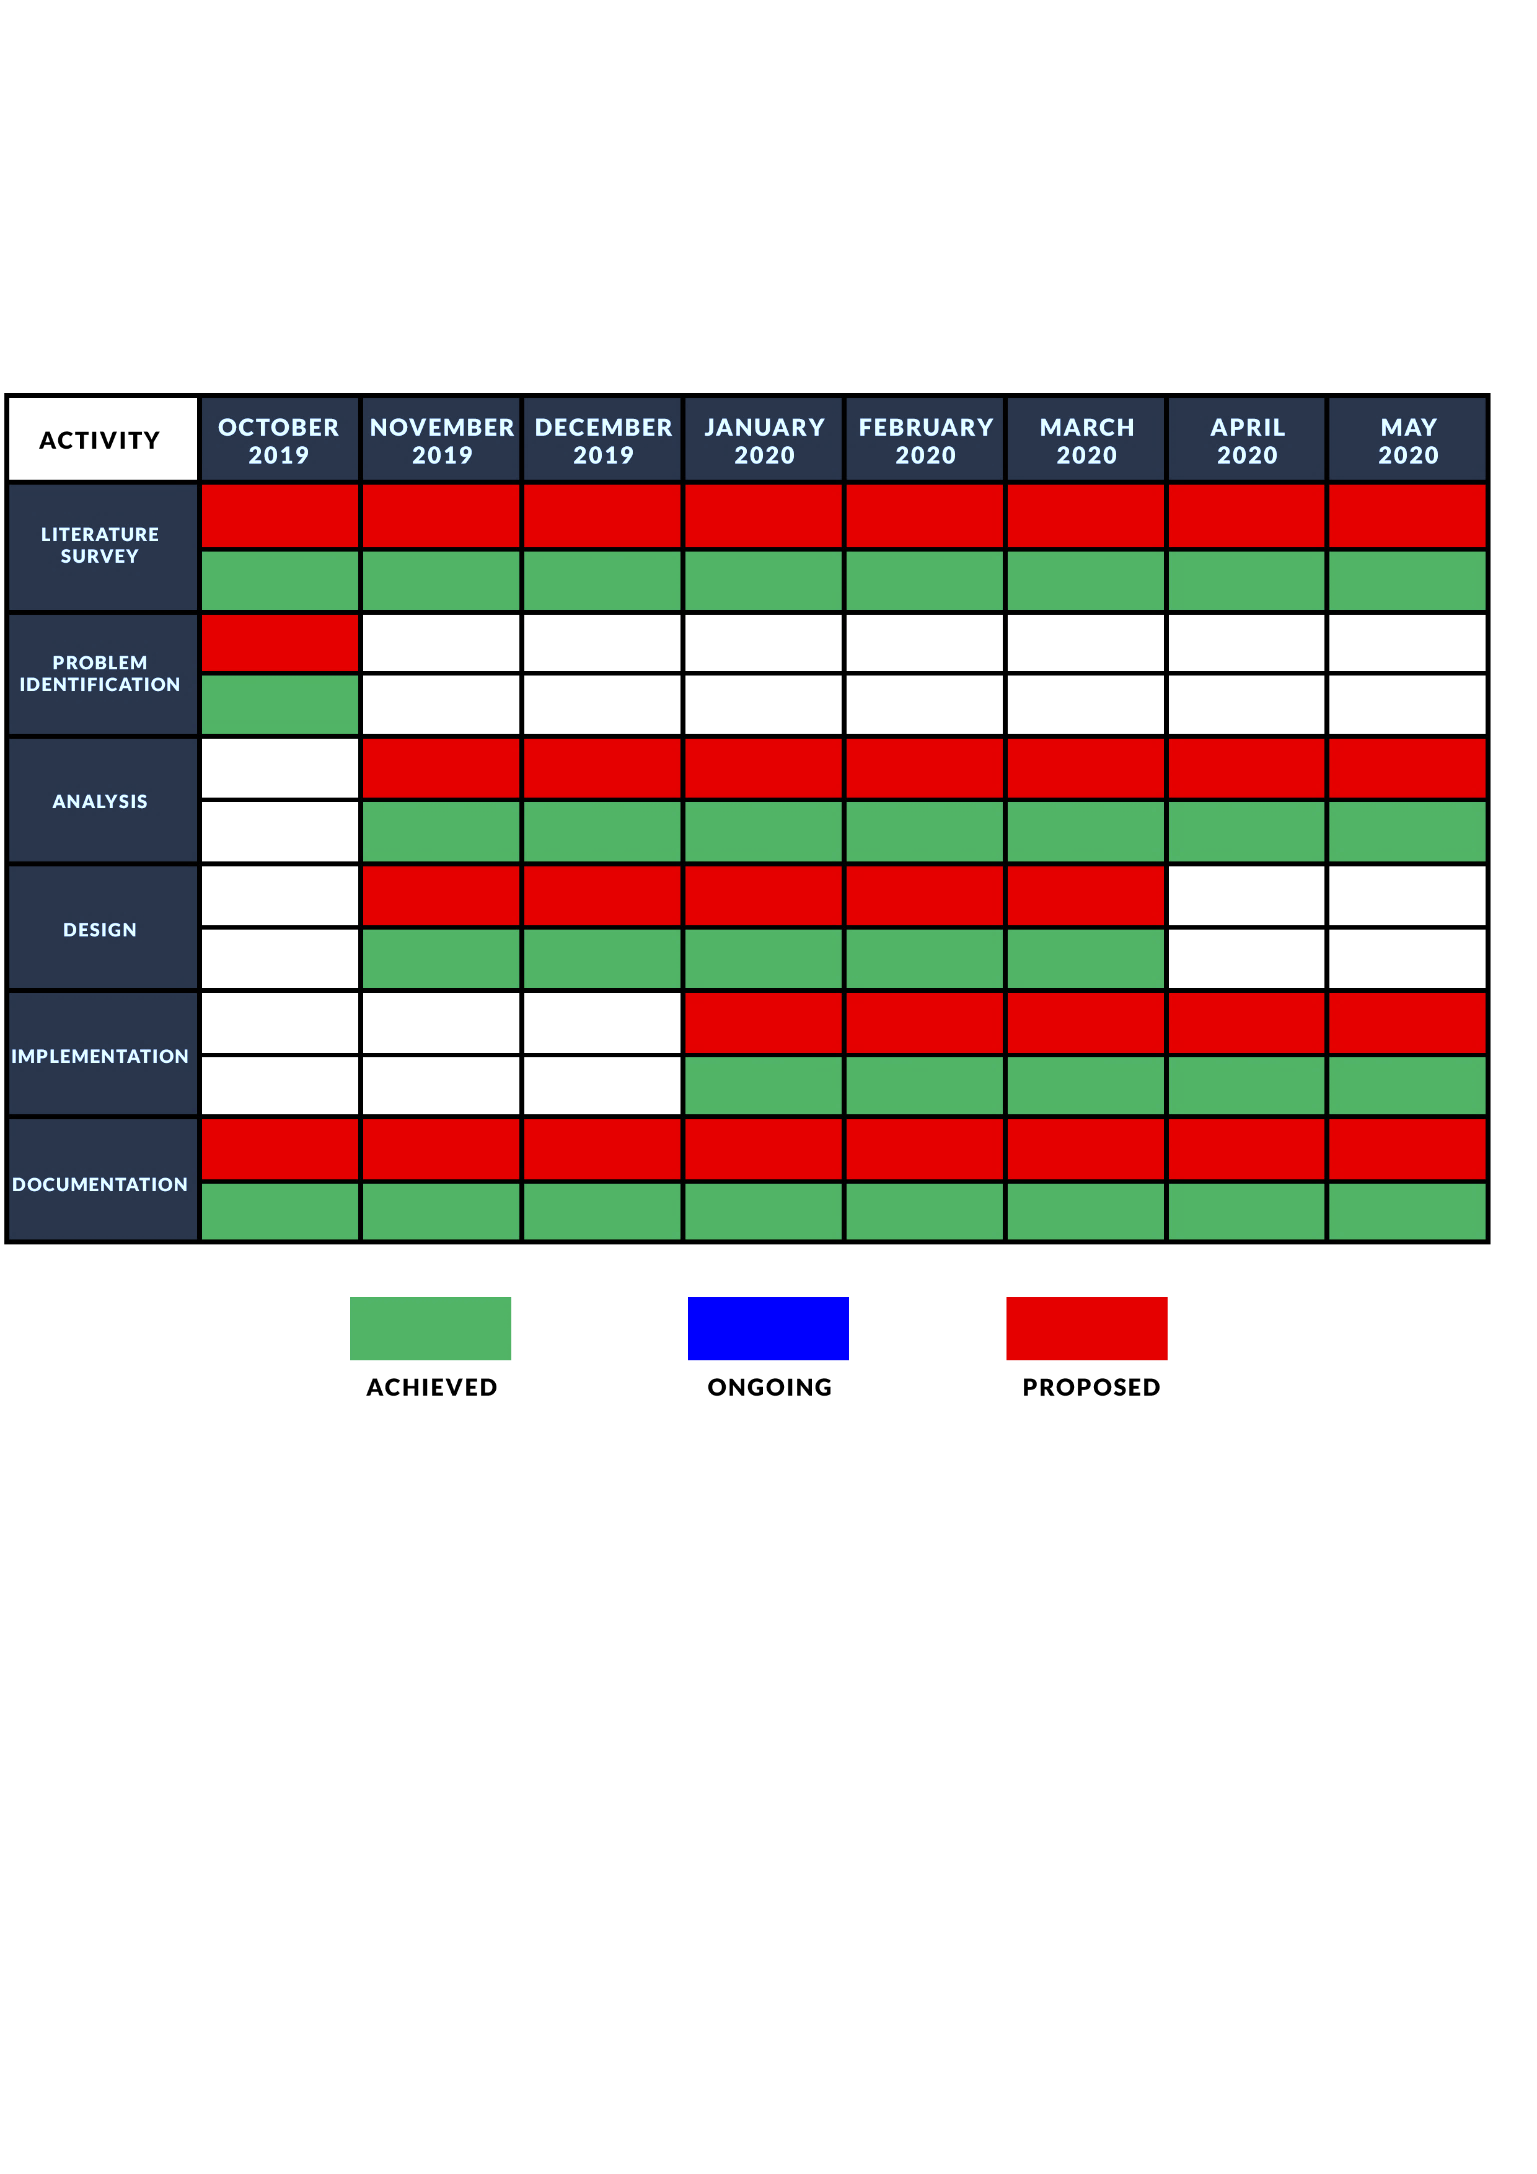 ACTIVITY
OCTOBER
2019
NOVEMBER
2019
DECEMBER
2019
JANUARY
2020
FEBRUARY
2020
MARCH
2020
APRIL
2020
MAY
2020
LITERATURE
SURVEY
PROBLEM
IDENTIFICATION
ANALYSIS
DESIGN
IMPLEMENTATION
DOCUMENTATION
ACHIEVED
ONGOING
PROPOSED